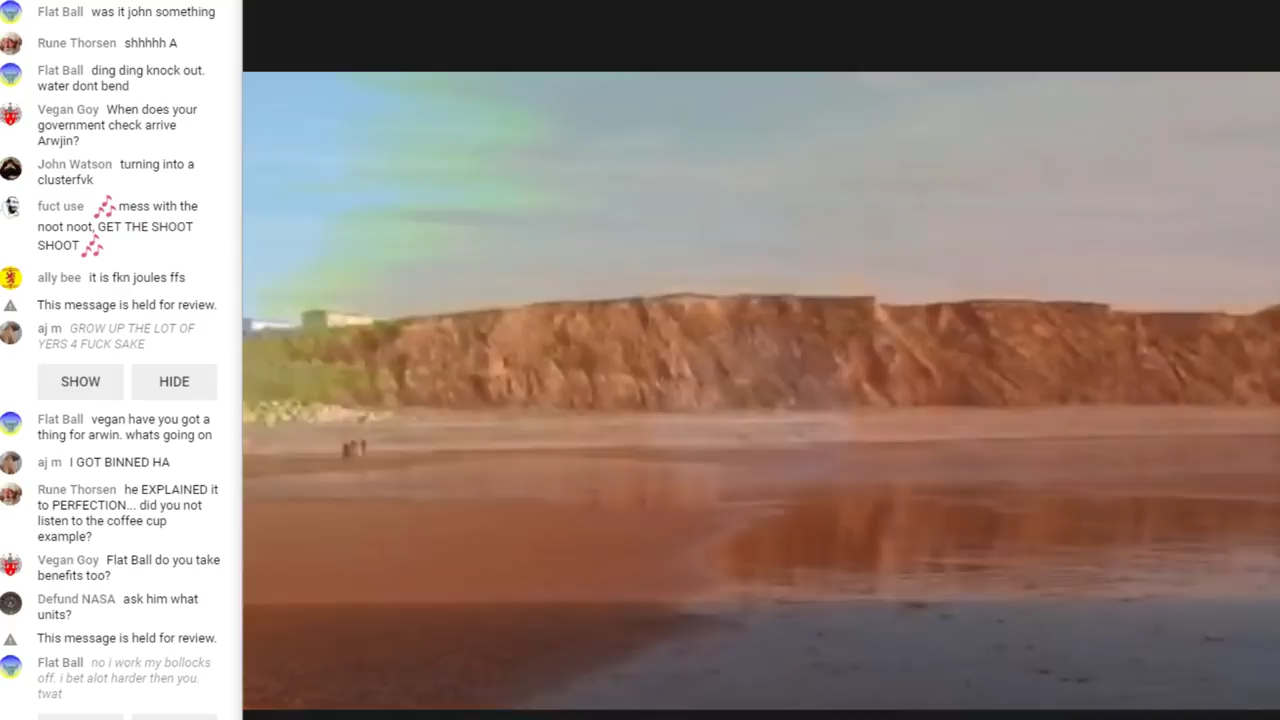 Flat Ball was it john something
Rune Thorsen shhhhh A
Flat Ball ding ding knock out.
water dont bend
Vegan Goy When does your
government check arrive
Arwjin?
John Watson turning into a
clusterfvk
fuct use mess with the
noot noot, GET THE SHOOT
SHOOT
ally bee it is fkn joules ffs
This message is held for review.
aj m GROW UP THE LOT OF
YERS 4 FUCK SAKE
SHOW HIDE
Flat Ball vegan have you got a
thing for arwin. whats going on
aj m I GOT BINNED HA
Rune Thorsen he EXPLAINED it
to PERFECTION... did you not
listen to the coffee cup
example?
Vegan Goy Flat Ball do you take
benefits too?
Defund NASA ask him what
units?
This message is held for review.
Flat Ball no i work my bollocks
off. i bet alot harder then you.
twat